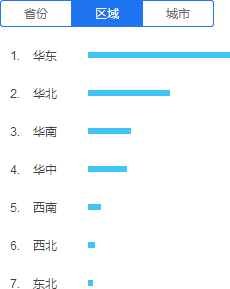 省份 区域 城市
1. 华东
2. 华北
3. 华南
4. 华中
5. 西南
6. 西北
7. 东北